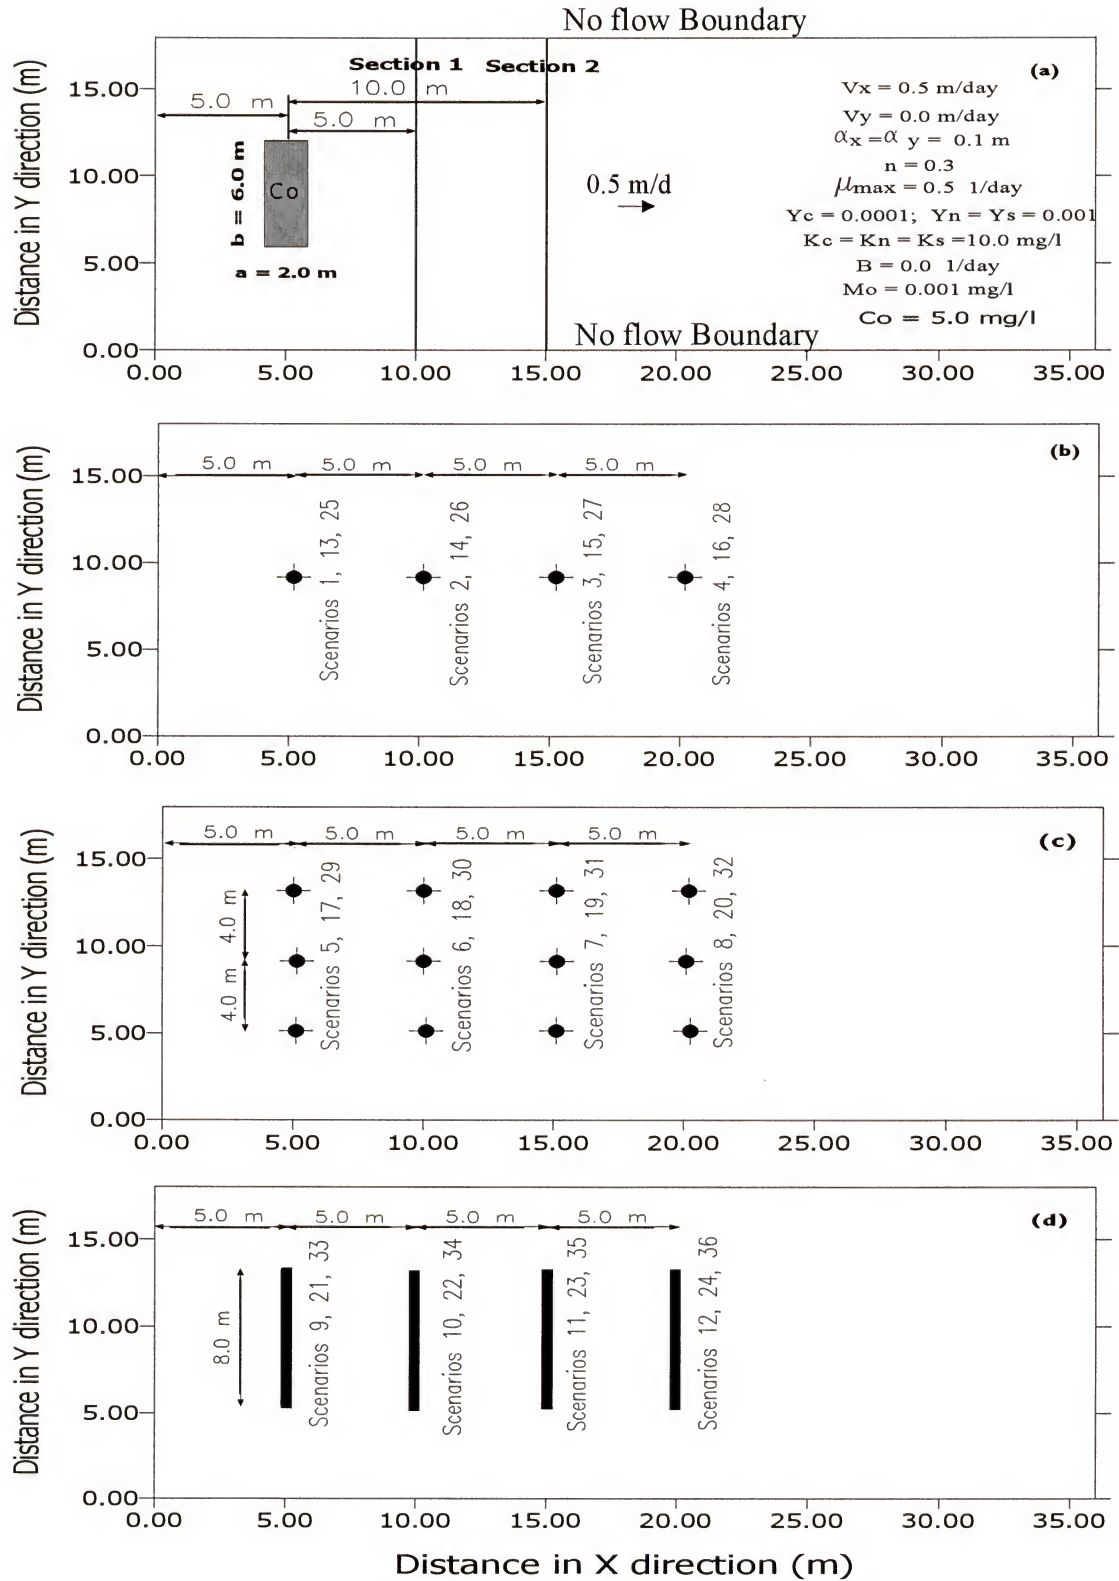 No flow Boundary
Distance in Y direction (m)
15.00
10.00
5.00
0.00
Section 1 Section 2
(a)
10.0 m
5.0 m
5.0 m
b = 6.0 m
Co
a = 2.0 m
0.5 m/d
Vx = 0.5 m/day
Vy = 0.0 m/day
αx = α y = 0.1 m
n = 0.3
μmax = 0.5 1/day
Yc = 0.0001; Yn = Ys = 0.001
Kc = Kn = Ks =10.0 mg/l
B = 0.0 1/day
Mo = 0.001 mg/l
Co = 5.0 mg/l
No flow Boundary
0.00 5.00 10.00 15.00 20.00 25.00 30.00 35.00
Distance in Y direction (m)
15.00
10.00
5.00
0.00
(b)
5.0 m 5.0 m 5.0 m 5.0 m
Scenarios 1, 13, 25
Scenarios 2, 14, 26
Scenarios 3, 15, 27
Scenarios 4, 16, 28
0.00 5.00 10.00 15.00 20.00 25.00 30.00 35.00
Distance in Y direction (m)
15.00
10.00
5.00
0.00
(c)
5.0 m 5.0 m 5.0 m 5.0 m
4.0 m
4.0 m
Scenarios 5, 17, 29
Scenarios 6, 18, 30
Scenarios 7, 19, 31
Scenarios 8, 20, 32
0.00 5.00 10.00 15.00 20.00 25.00 30.00 35.00
Distance in Y direction (m)
15.00
10.00
5.00
0.00
(d)
5.0 m 5.0 m 5.0 m 5.0 m
8.0 m
Scenarios 9, 21, 33
Scenarios 10, 22, 34
Scenarios 11, 23, 35
Scenarios 12, 24, 36
0.00 5.00 10.00 15.00 20.00 25.00 30.00 35.00
Distance in X direction (m)